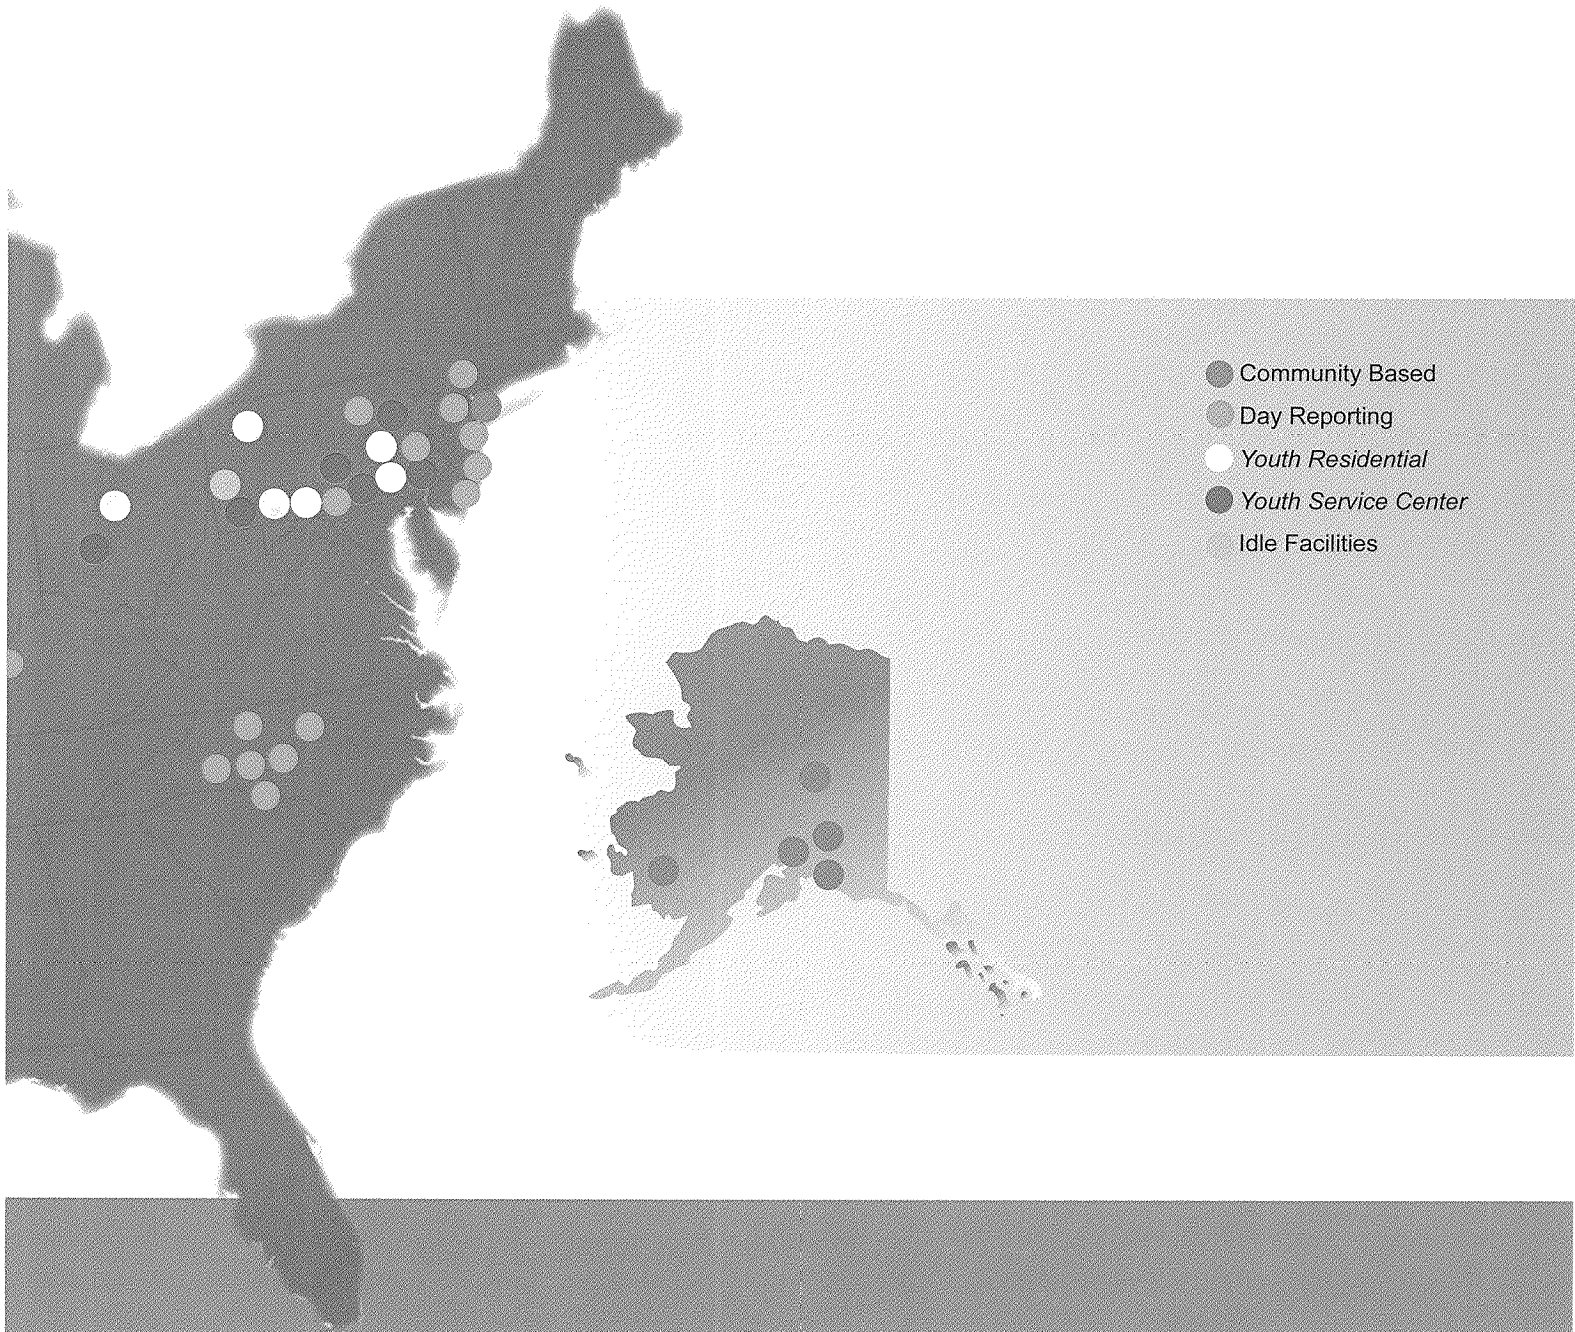 Community Based
Day Reporting
Youth Residential
Youth Service Center
Idle Facilities